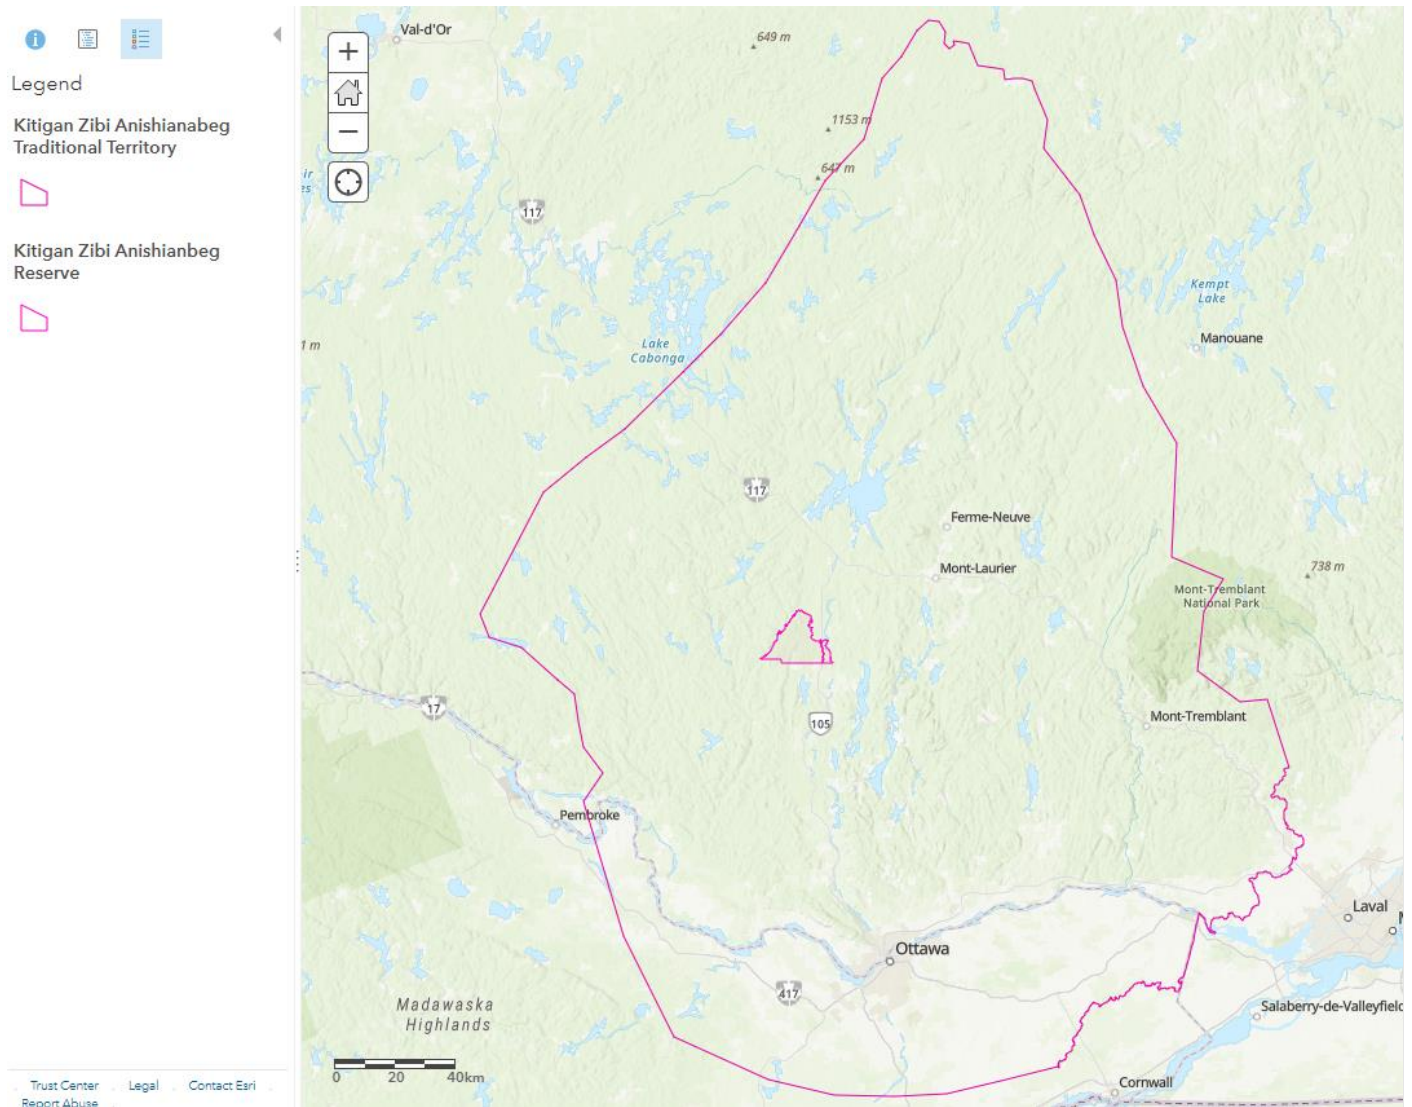 Legend
Kitigan Zibi Anishianabeg
Traditional Territory
Kitigan Zibi Anishianbeg
Reserve
Trust Center
Legal
Contact Esri
Report Abuse
Val-d'Or
649 m
1153 m
647 m
117
Kempt
Lake
Manouane
Lake
Cabonga
1 m
117
Ferme-Neuve
Mont-Laurier
738 m
Mont-Tremblant
National Park
17
105
Mont-Tremblant
Pembroke
Laval
Ottawa
417
Madawaska
Highlands
Salaberry-de-Valleyfield
0 20 40km
Cornwall